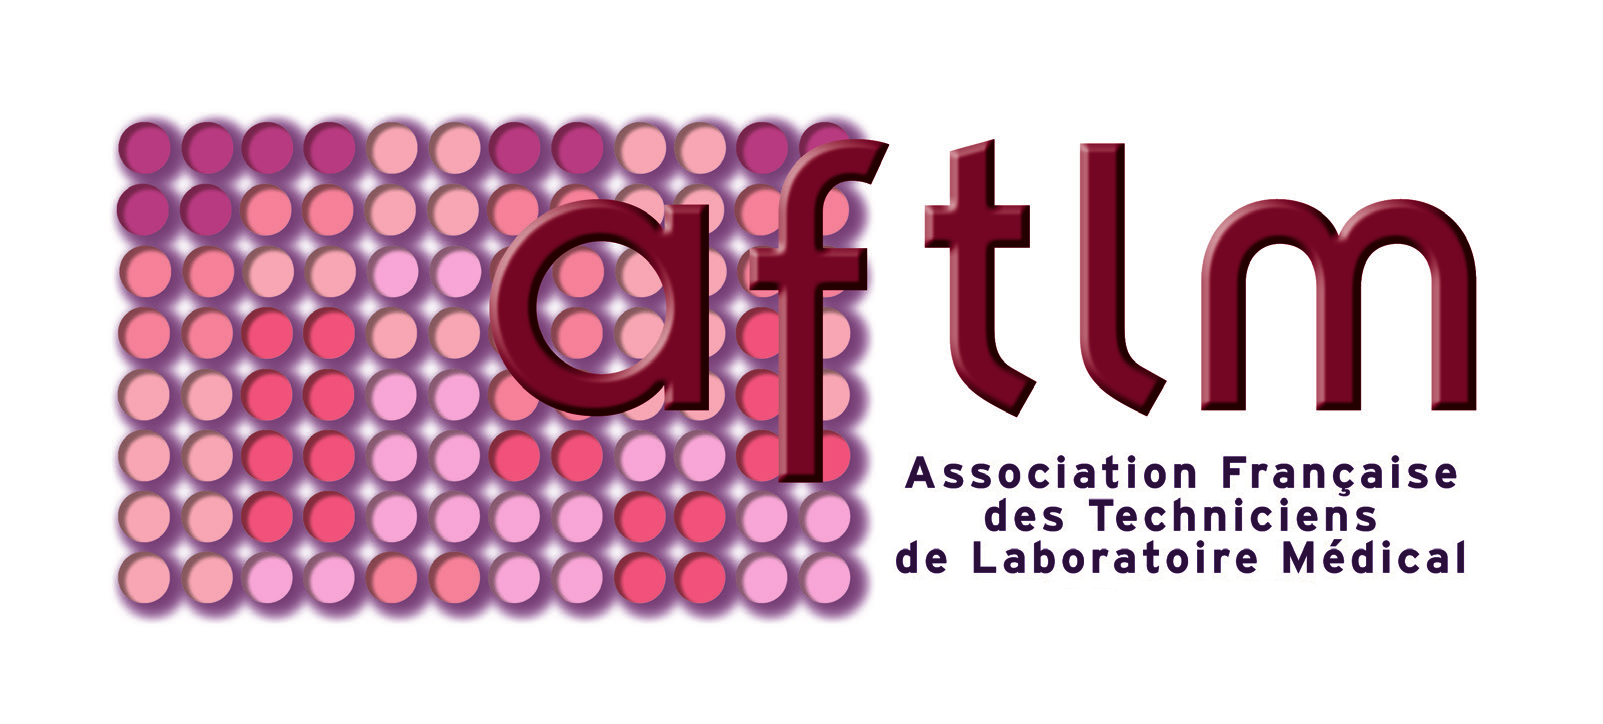 aftlm
Association Française
des Techniciens
de Laboratoire Médical